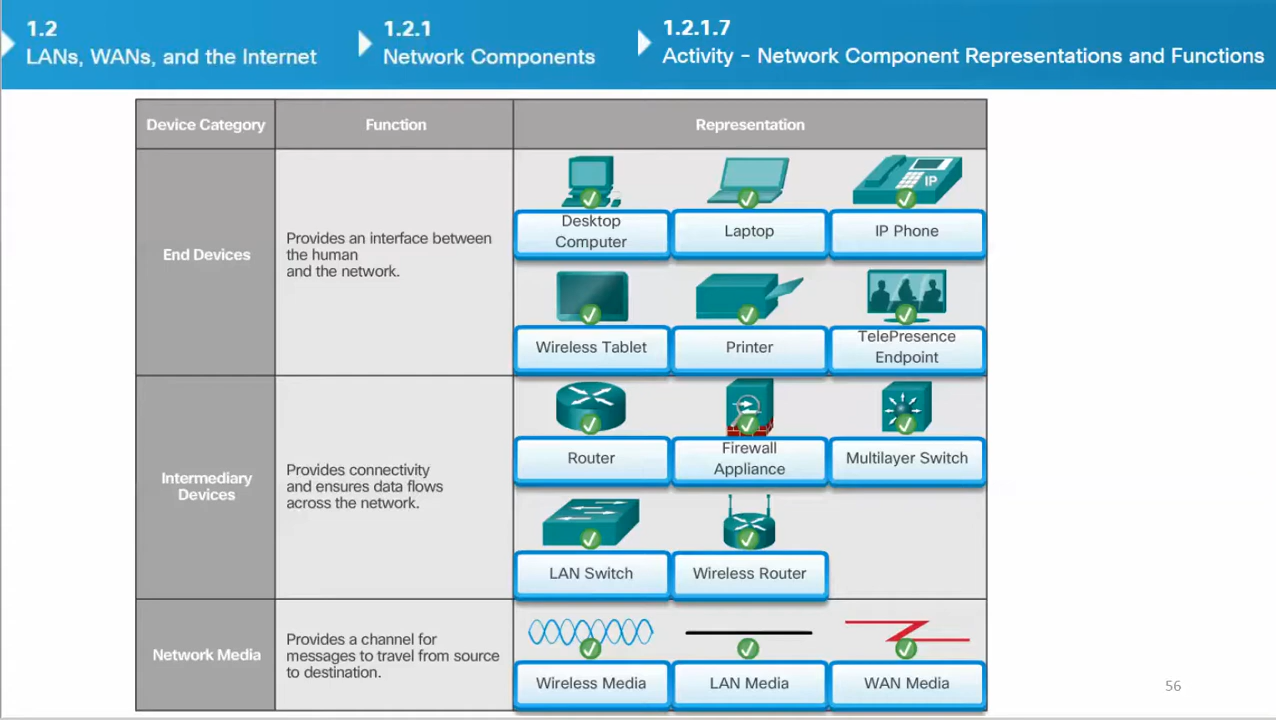 1.2
LANs, WANs, and the Internet
1.2.1
Network Components
1.2.1.7
Activity – Network Component Representations and Functions
Device Category
Function
Representation
End Devices
Provides an interface between
the human
and the network.
IP
Desktop
Computer
Laptop
IP Phone
Wireless Tablet
Printer
TelePresence
Endpoint
Intermediary
Devices
Provides connectivity
and ensures data flows
across the network.
Router
Firewall
Appliance
Multilayer Switch
LAN Switch
Wireless Router
Network Media
Provides a channel for
messages to travel from source
to destination.
Wireless Media
LAN Media
WAN Media
56